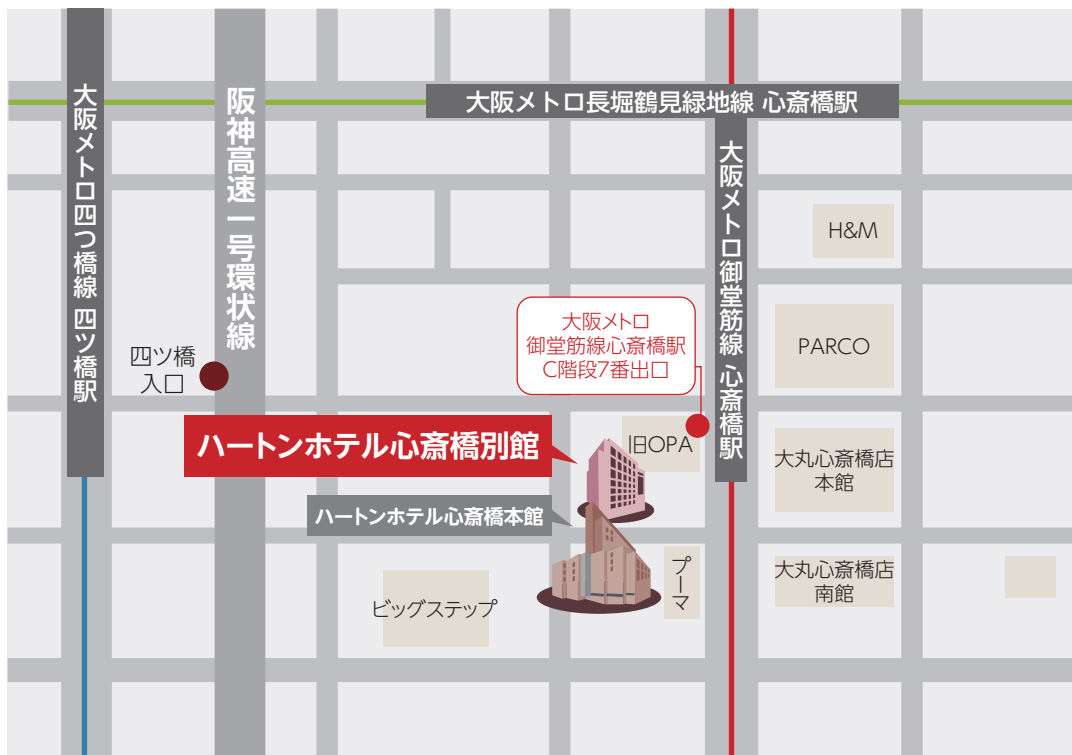 大阪メトロ四つ橋線 四ツ橋駅
阪神高速一号環状線
大阪メトロ長堀鶴見緑地線 心斎橋駅
大阪メトロ御堂筋線 心斎橋駅
H&M
PARCO
四ツ橋
入口
大阪メトロ
御堂筋線心斎橋駅
C階段7番出口
ハートンホテル心斎橋別館
旧OPA
大丸心斎橋店
本館
ハートンホテル心斎橋本館
プーマ
大丸心斎橋店
南館
ビッグステップ